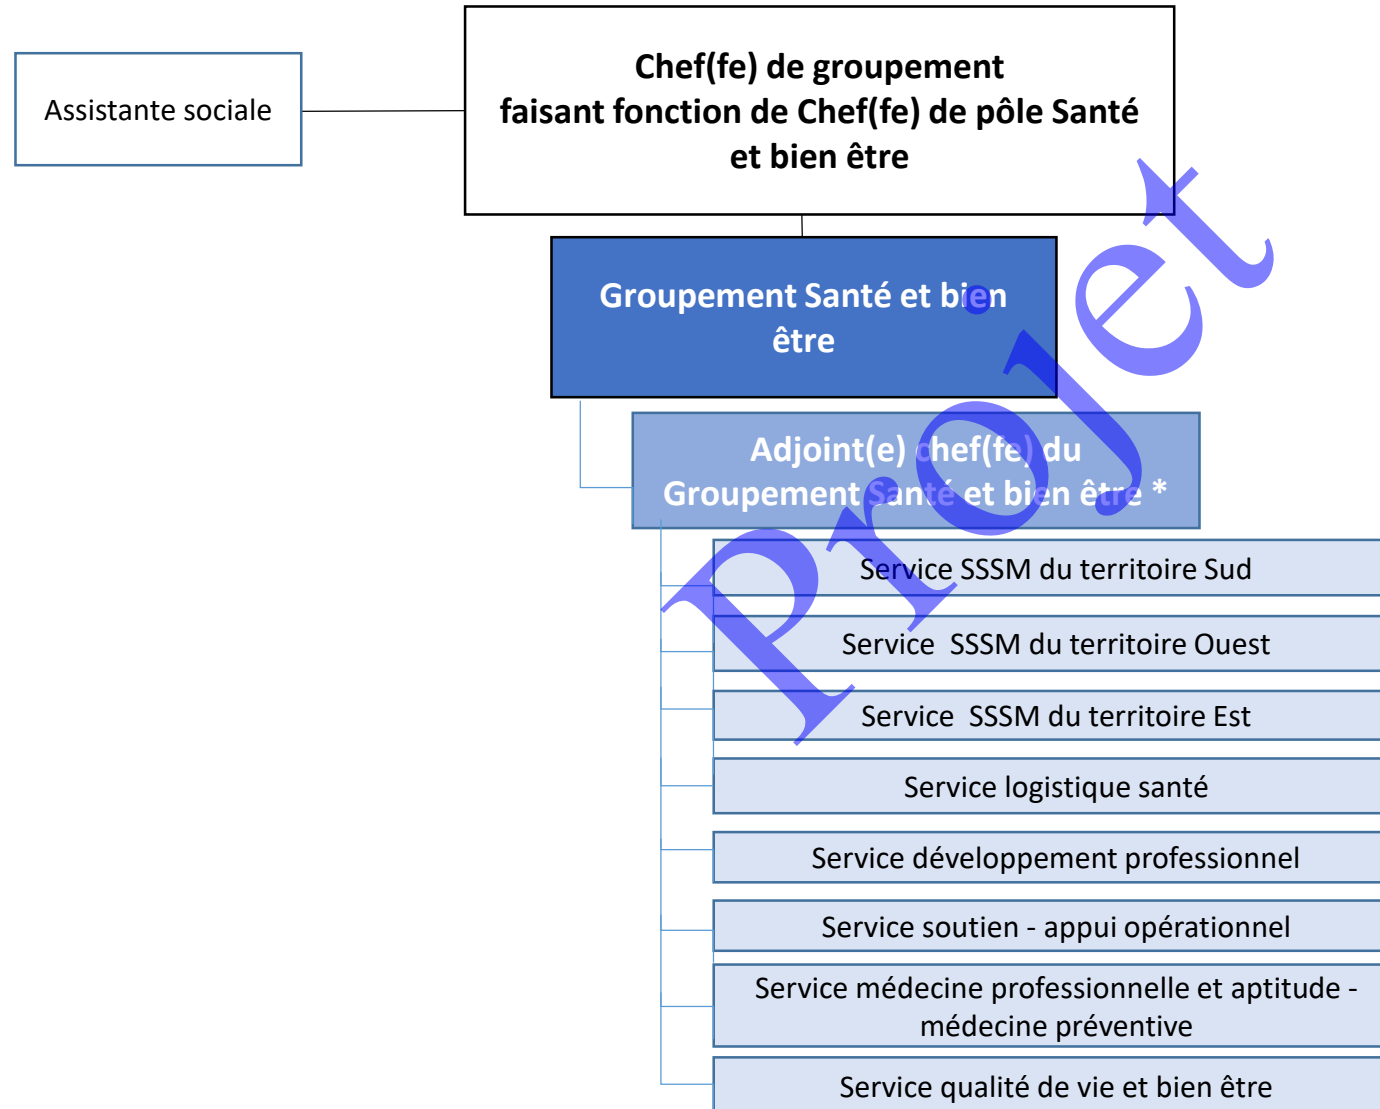 Assistante sociale
Chef(fe) de groupement
faisant fonction de Chef(fe) de pôle Santé
et bien être
Groupement Santé et bien
être
Adjoint(e) chef(fe) du
Groupement Santé et bien être *
Service SSSM du territoire Sud
Service  SSSM du territoire Ouest
Service  SSSM du territoire Est
Service logistique santé
Service développement professionnel
Service soutien - appui opérationnel
Service médecine professionnelle et aptitude -
médecine préventive
Service qualité de vie et bien être
Projet